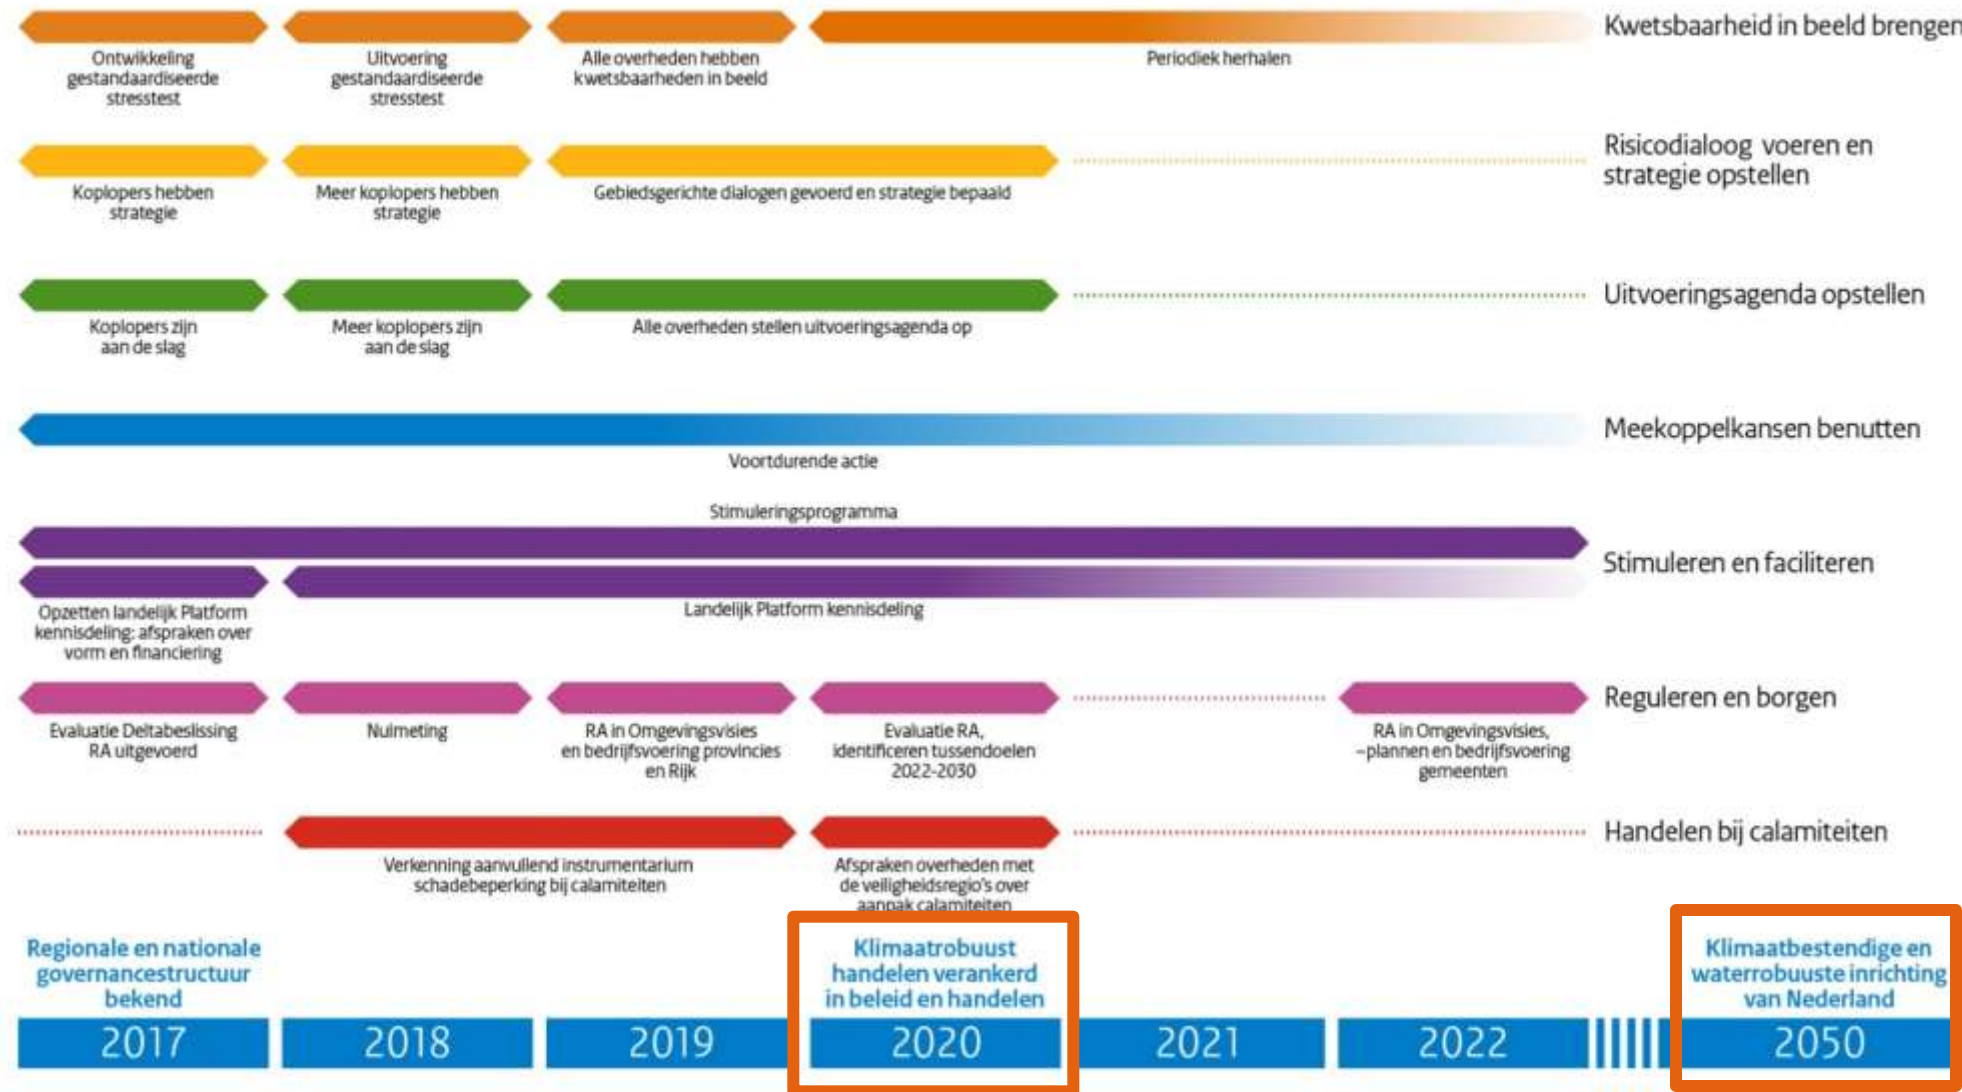 Kwetsbaarheid in beeld brengen
Ontwikkeling
gestandaardiseerde
stresstest
Uitvoering
gestandaardiseerde
stresstest
Alle overheden hebben
kwetsbaarheden in beeld
Periodiek herhalen
Risicodialoog voeren en
strategie opstellen
Koplopers hebben
strategie
Meer koplopers hebben
strategie
Gebiedsgerichte dialogen gevoerd en strategie bepaald
Uitvoeringsagenda opstellen
Koplopers zijn
aan de slag
Meer koplopers zijn
aan de slag
Alle overheden stellen uitvoeringsagenda op
Meekoppelkansen benutten
Voortdurende actie
Stimuleringsprogramma
Stimuleren en faciliteren
Opzetten landelijk Platform
kennisdeling: afspraken over
vorm en financiering
Landelijk Platform kennisdeling
Reguleren en borgen
Evaluatie Deltabeslissing
RA uitgevoerd
Nulmeting
RA in Omgevingsvisies
en bedrijfsvoering provincies
en Rijk
Evaluatie RA,
identificeren tussendoelen
2022-2030
RA in Omgevingsvisies,
–plannen en bedrijfsvoering
gemeenten
Handelen bij calamiteiten
Verkenning aanvullend instrumentarium
schadebeperking bij calamiteiten
Afspraken overheden met
de veiligheidsregio's over
aanpak calamiteiten
Regionale en nationale
governancestructuur
bekend
Klimaatrobuust
handelen verankerd
in beleid en handelen
Klimaatbestendige en
waterrobuuste inrichting
van Nederland
2017 2018 2019 2020 2021 2022 2050